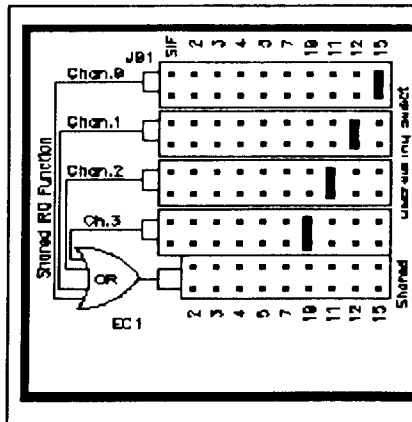 JB1
SIF 2 3 4 5 7 10 11 12 15
Chan.0
Chan.1
Chan.2
Ch.3
Shared IRQ Function
OR
EC1
Shared
2 3 4 5 7 10 11 12 15